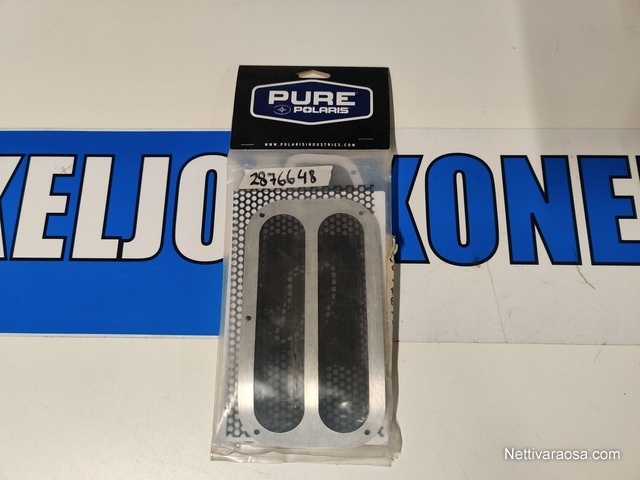 PURE
POLARIS
WWW.POLARISINDUSTRIES.COM
2876648
KELJO KONE
Nettivaraosa.com